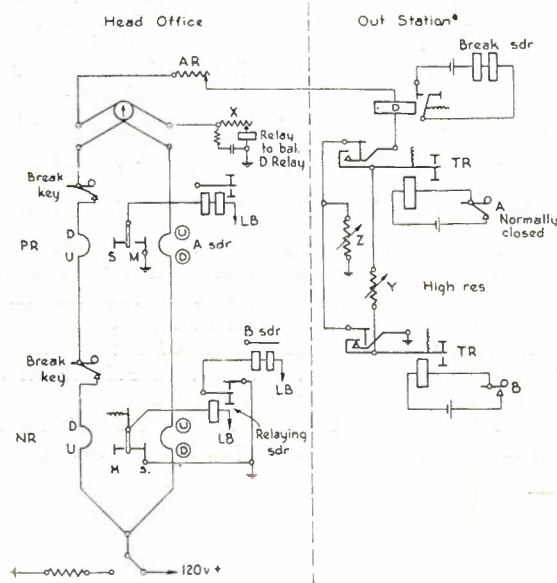 Head Office
Out Station
Break sdr
AR
D
X
Relay
to bal.
D Relay
Break
key
LB
TR
A
Normally
closed
PR
D
U
S
M
U
D
A sdr
Z
Y
High res
B sdr
LB
TR
Break
key
B
NR
D
U
M
S.
U
D
LB
Relaying
sdr
120v +